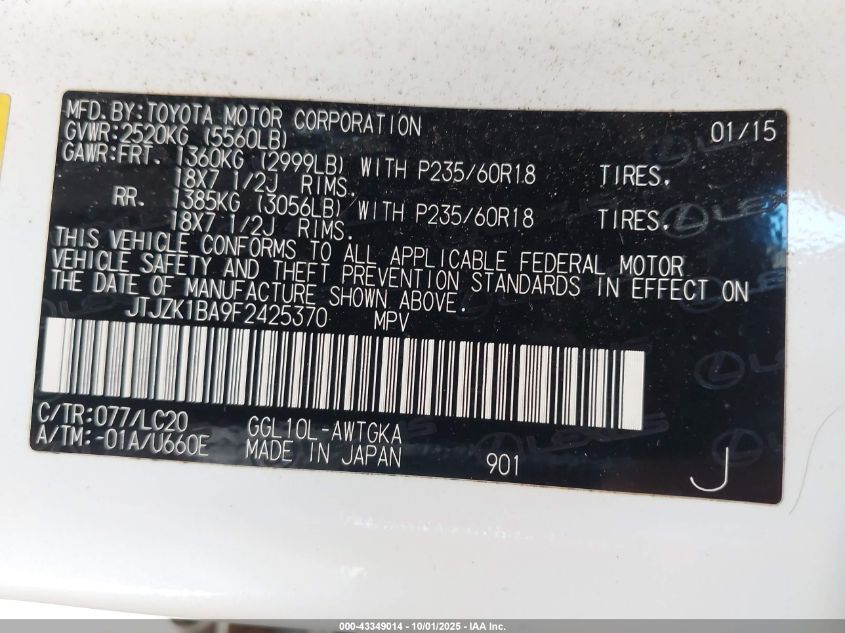 MFD. BY: TOYOTA MOTOR CORPORATION 01/15
GVWR: 2520KG (5560LB)
GAWR: FRT. 1360KG (2999LB) WITH P235/60R18 TIRES.
18X7 1/2J RIMS.
RR. 1385KG (3056LB) WITH P235/60R18 TIRES.
18X7 1/2J RIMS.
THIS VEHICLE CONFORMS TO ALL APPLICABLE FEDERAL MOTOR
VEHICLE SAFETY AND THEFT PREVENTION STANDARDS IN EFFECT ON
THE DATE OF MANUFACTURE SHOWN ABOVE.
JTJZK1BA9F2425370 MPV
C/TR: 077/LC20 GGL10L-AWTGKA
A/TM: -01A/U660E MADE IN JAPAN 901 J
000-43349014 - 10/01/2025 - IAA Inc.